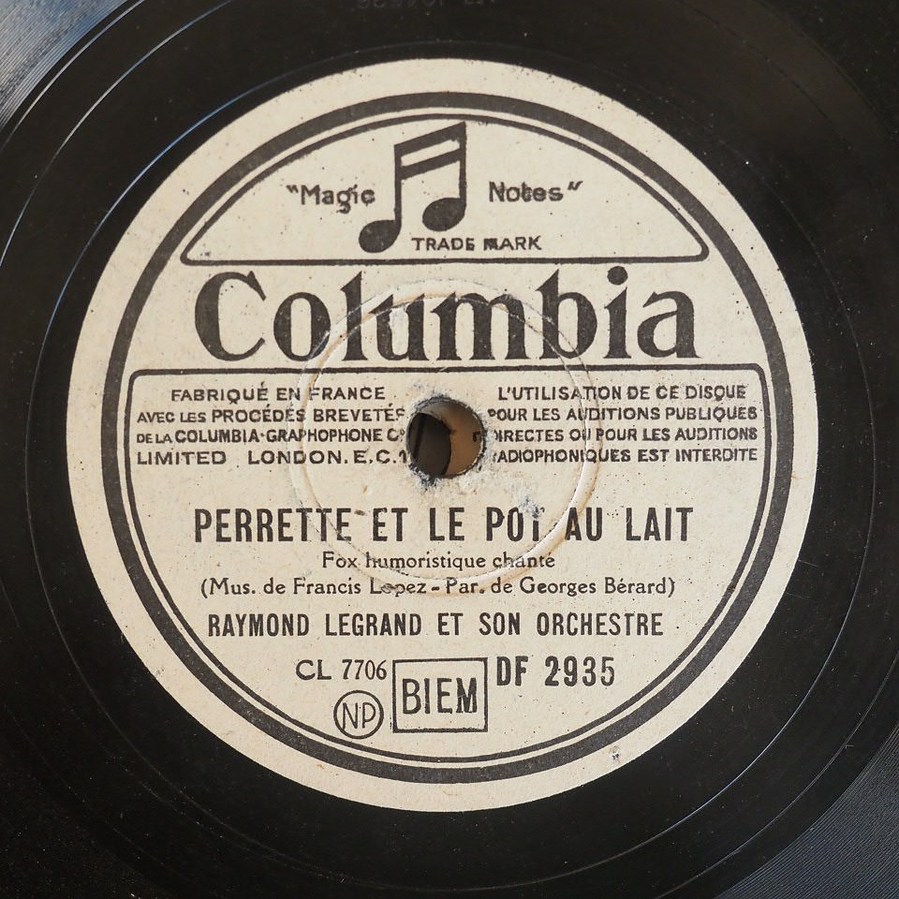 "Magic Notes"
TRADE MARK
Columbia
FABRIQUÉ EN FRANCE
AVEC LES PROCÉDÉS BREVETÉS
DE LA COLUMBIA GRAPHOPHONE Cº
LIMITED LONDON. E.C.1
L'UTILISATION DE CE DISQUE
POUR LES AUDITIONS PUBLIQUES
DIRECTES OU POUR LES AUDITIONS
RADIOPHONIQUES EST INTERDITE
PERRETTE ET LE POT AU LAIT
Fox humoristique chanté
(Mus. de Francis Lopez - Par. de Georges Bérard)
RAYMOND LEGRAND ET SON ORCHESTRE
CL 7706 BIEM DF 2935
NP